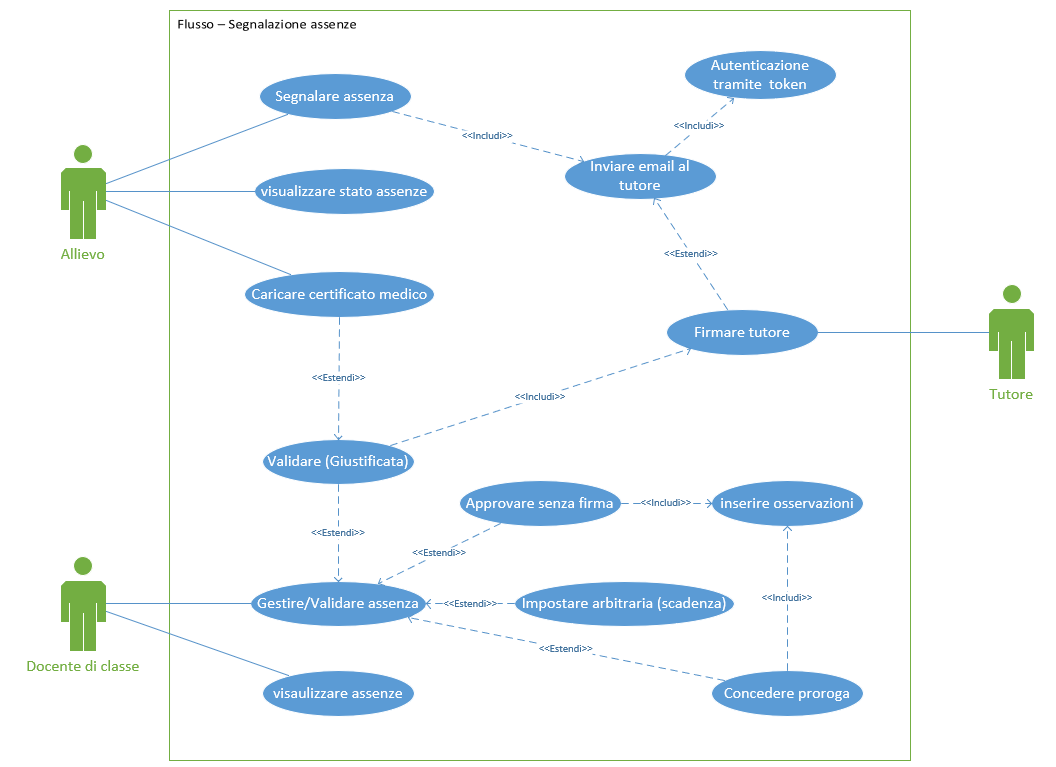 Flusso – Segnalazione assenze
Autenticazione
tramite  token
Segnalare assenza
<<Includi>>
<<Includi>>
Inviare email al
tutore
visualizzare stato assenze
Allievo
<<Estendi>>
Caricare certificato medico
Firmare tutore
<<Estendi>>
Tutore
<<Includi>>
Validare (Giustificata)
Approvare senza firma
<<Includi>>
inserire osservazioni
<<Estendi>>
<<Estendi>>
Gestire/Validare assenza
<<Estendi>>
Impostare arbitraria (scadenza)
<<Includi>>
<<Estendi>>
Docente di classe
visaulizzare assenze
Concedere proroga